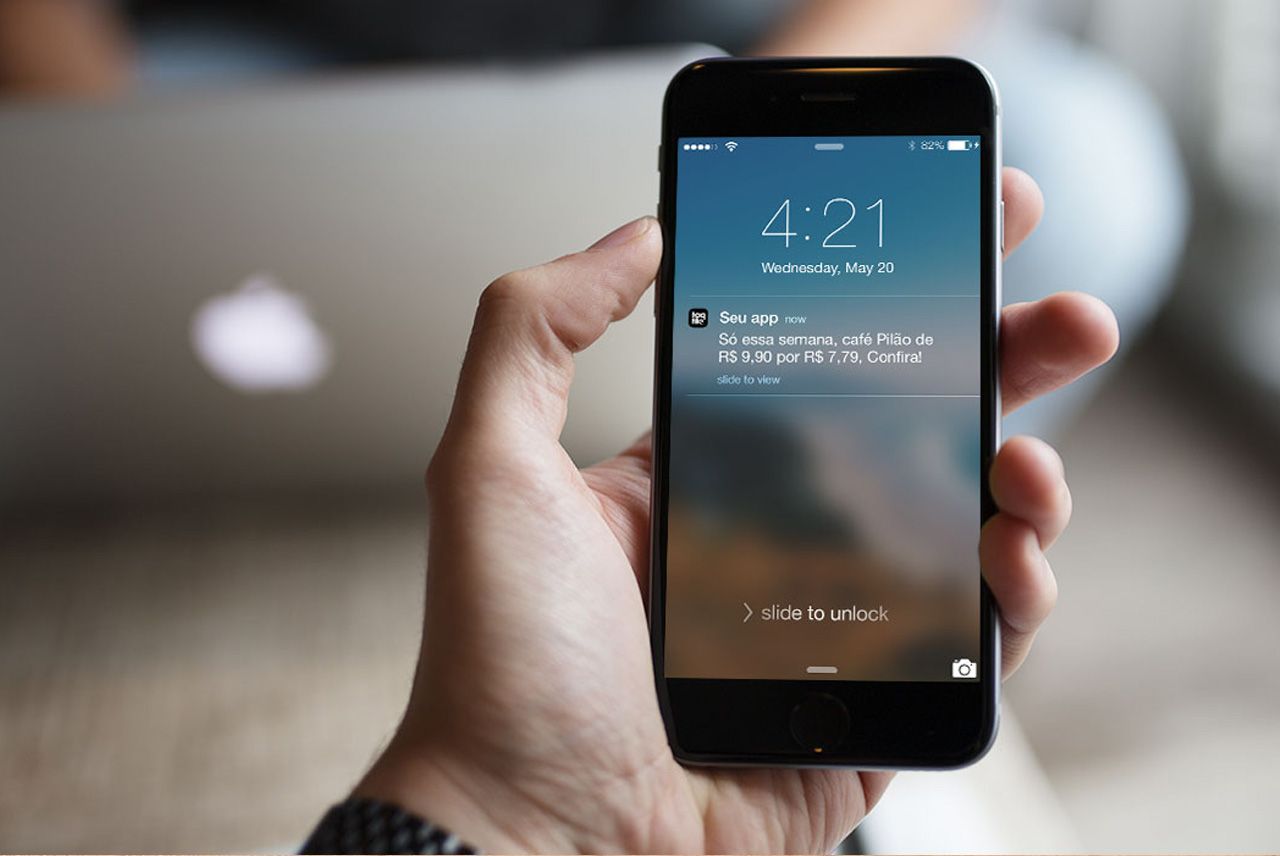 82%
4:21
Wednesday, May 20
Seu app now
Só essa semana, café Pilão de
R$ 9,90 por R$ 7,79, Confira!
slide to view
> slide to unlock